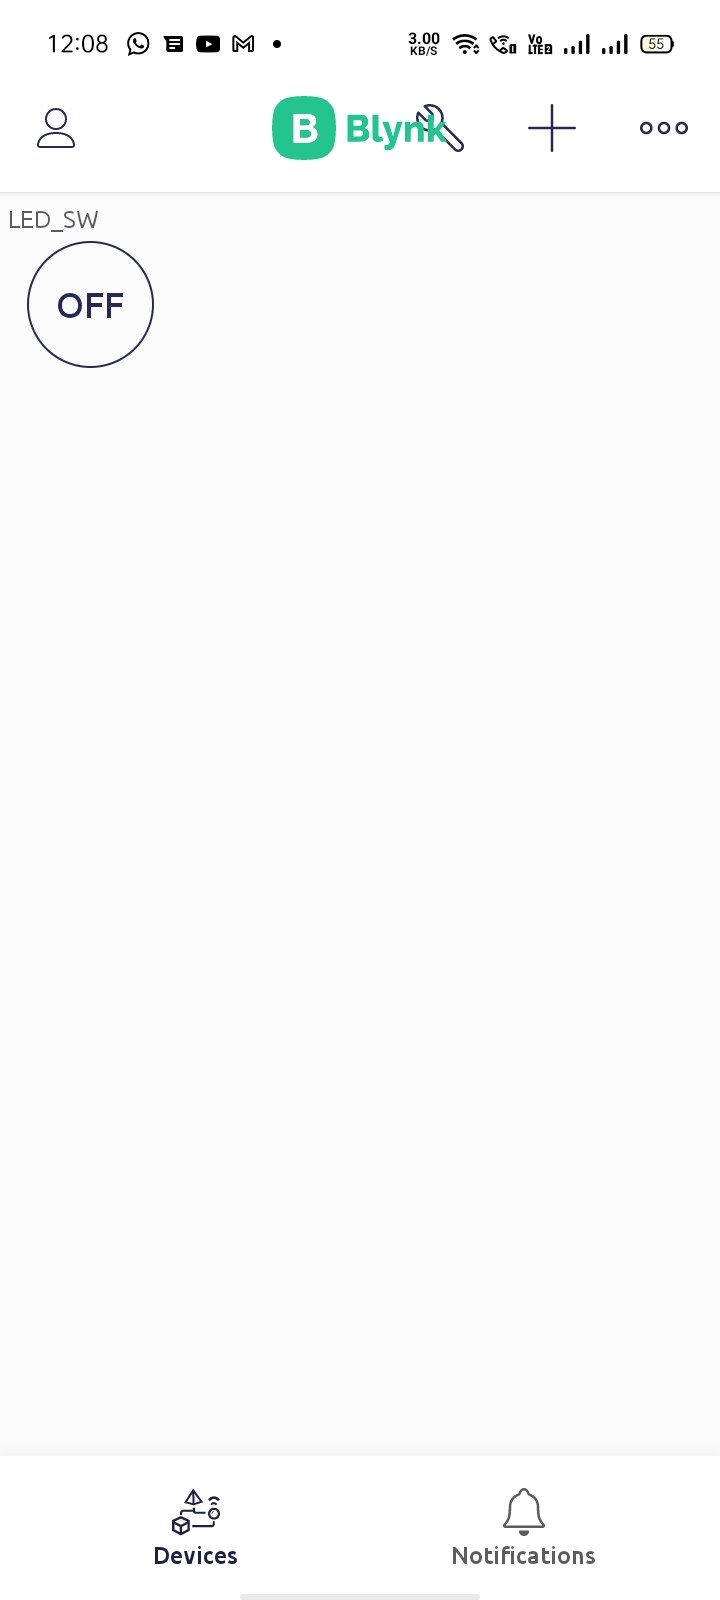 12:08
3.00
KB/S
Vo
LTE2
55
B Blynk
LED_SW
OFF
Devices
Notifications